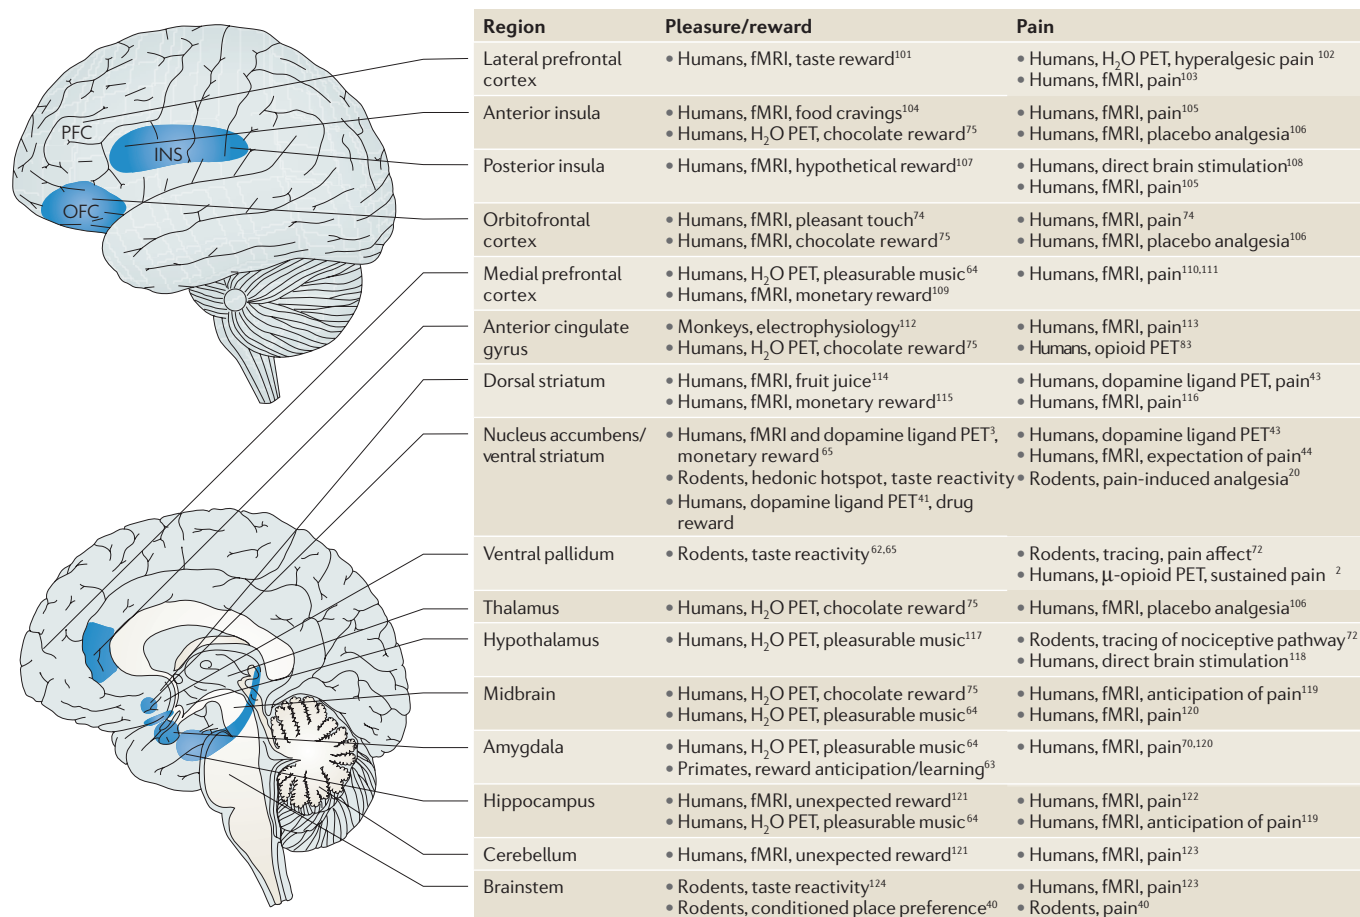 PFC
INS
OFC
Region Pleasure/reward Pain
Lateral prefrontal cortex
• Humans, fMRI, taste reward101
• Humans, H2O PET, hyperalgesic pain 102
• Humans, fMRI, pain103
Anterior insula
• Humans, fMRI, food cravings104
• Humans, H2O PET, chocolate reward75
• Humans, fMRI, pain105
• Humans, fMRI, placebo analgesia106
Posterior insula
• Humans, fMRI, hypothetical reward107
• Humans, direct brain stimulation108
• Humans, fMRI, pain105
Orbitofrontal
cortex
• Humans, fMRI, pleasant touch74
• Humans, fMRI, chocolate reward75
• Humans, fMRI, pain74
• Humans, fMRI, placebo analgesia106
Medial prefrontal
cortex
• Humans, H2O PET, pleasurable music64
• Humans, fMRI, monetary reward109
• Humans, fMRI, pain110,111
Anterior cingulate
gyrus
• Monkeys, electrophysiology112
• Humans, H2O PET, chocolate reward75
• Humans, fMRI, pain113
• Humans, opioid PET83
Dorsal striatum
• Humans, fMRI, fruit juice114
• Humans, fMRI, monetary reward115
• Humans, dopamine ligand PET, pain43
• Humans, fMRI, pain116
Nucleus accumbens/
ventral striatum
• Humans, fMRI and dopamine ligand PET3,
monetary reward65
• Rodents, hedonic hotspot, taste reactivity
• Humans, dopamine ligand PET41, drug
reward
• Humans, dopamine ligand PET43
• Humans, fMRI, expectation of pain44
• Rodents, pain-induced analgesia20
Ventral pallidum
• Rodents, taste reactivity62,65
• Rodents, tracing, pain affect72
• Humans, μ-opioid PET, sustained pain 2
Thalamus
• Humans, H2O PET, chocolate reward75
• Humans, fMRI, placebo analgesia106
Hypothalamus
• Humans, H2O PET, pleasurable music117
• Rodents, tracing of nociceptive pathway72
• Humans, direct brain stimulation118
Midbrain
• Humans, H2O PET, chocolate reward75
• Humans, H2O PET, pleasurable music64
• Humans, fMRI, anticipation of pain119
• Humans, fMRI, pain120
Amygdala
• Humans, H2O PET, pleasurable music64
• Primates, reward anticipation/learning63
• Humans, fMRI, pain70,120
Hippocampus
• Humans, fMRI, unexpected reward121
• Humans, H2O PET, pleasurable music64
• Humans, fMRI, pain122
• Humans, fMRI, anticipation of pain119
Cerebellum
• Humans, fMRI, unexpected reward121
• Humans, fMRI, pain123
Brainstem
• Rodents, taste reactivity124
• Rodents, conditioned place preference40
• Humans, fMRI, pain123
• Rodents, pain40